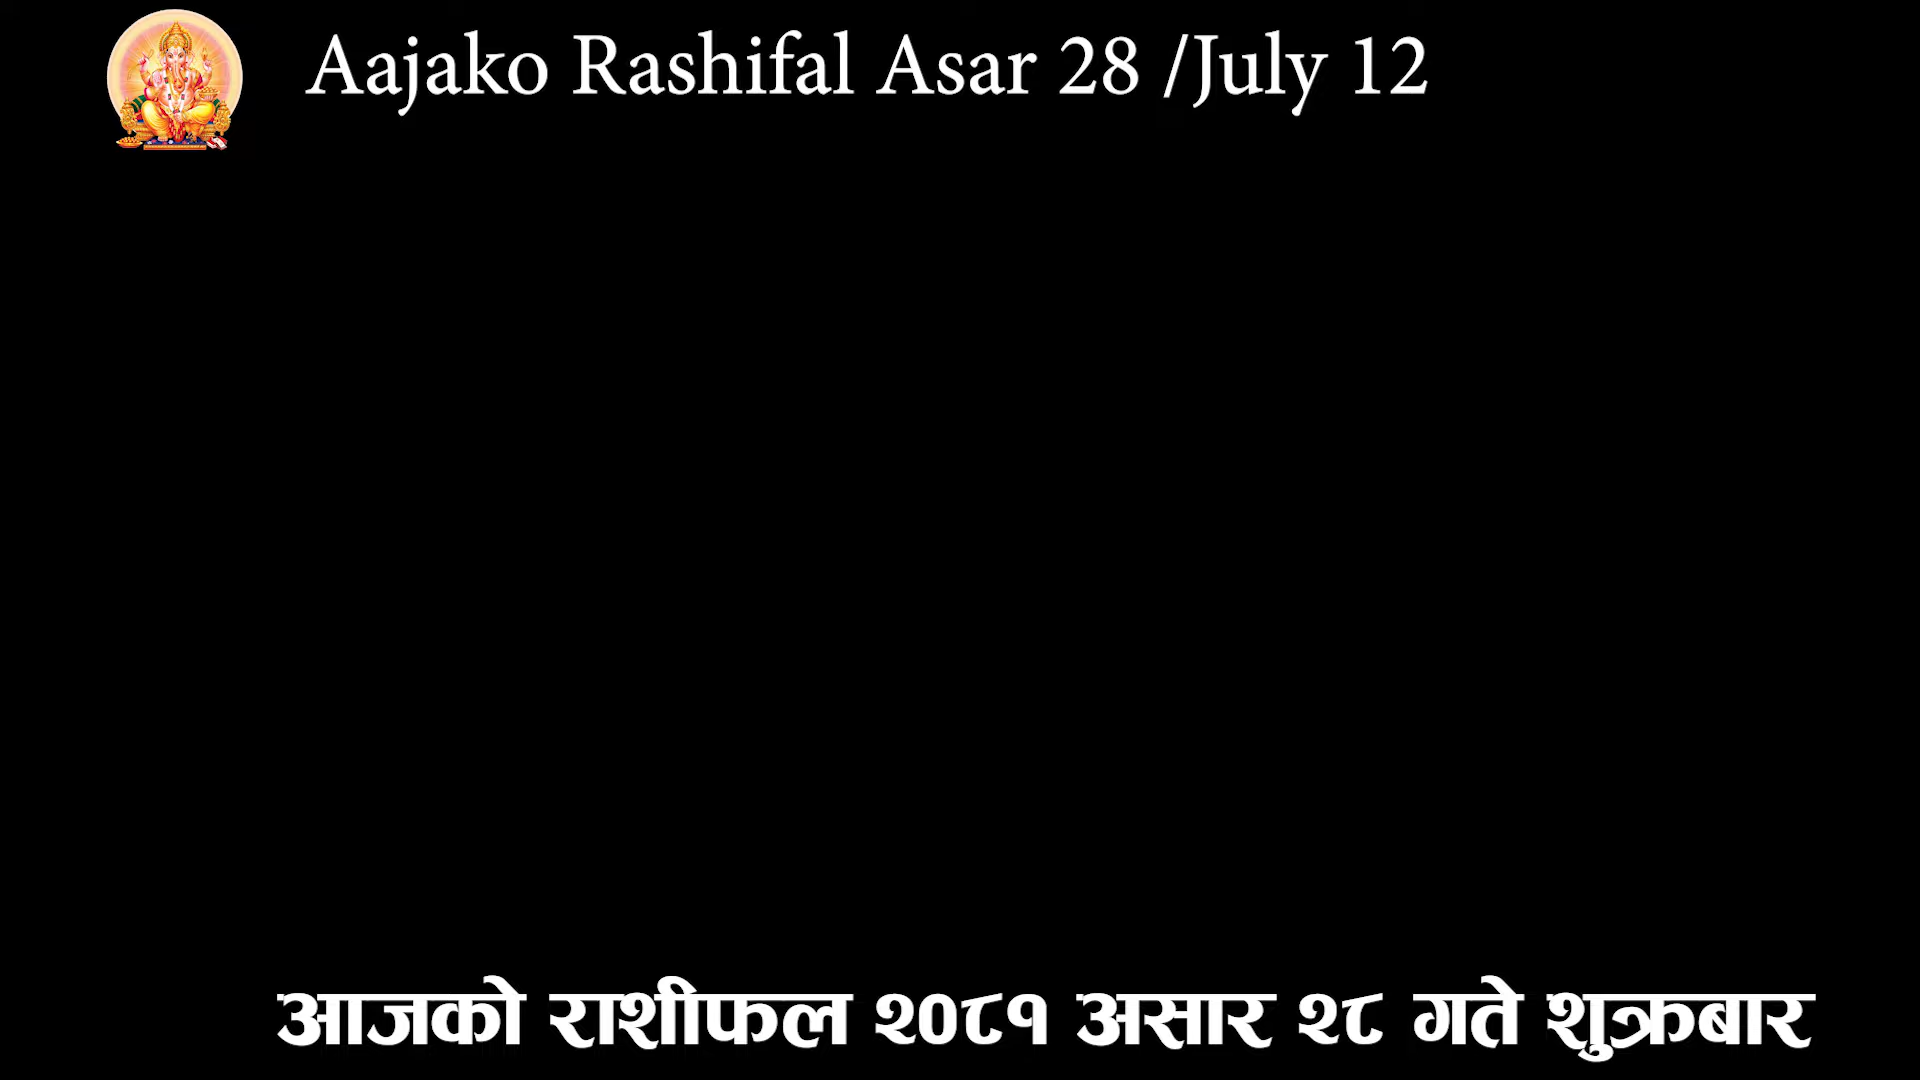 Aajako Rashifal Asar 28 /July 12
आजको राशीफल २०८१ असार २८ गते शुक्रबार